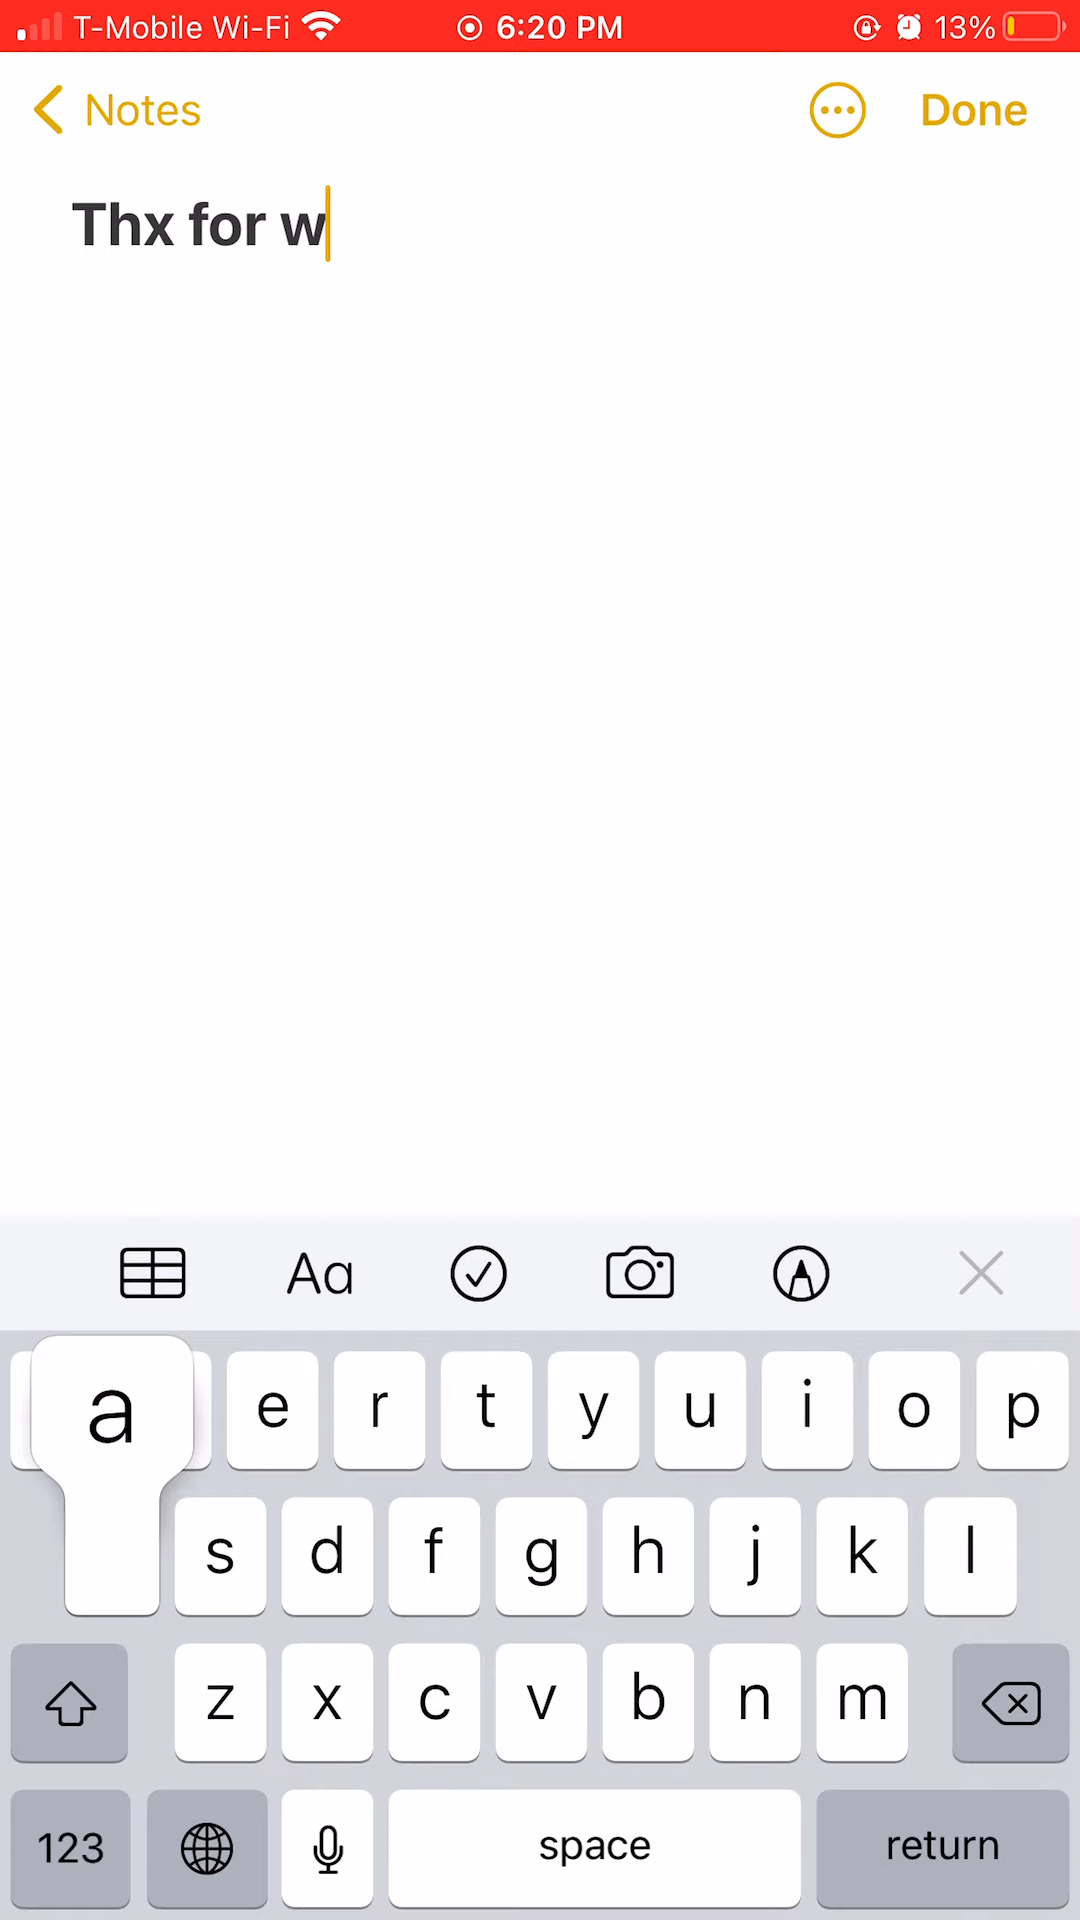 T-Mobile Wi-Fi 6:20 PM 13%
Notes Done
Thx for w
Aa
a e r t y u i o p
s d f g h j k l
z x c v b n m
123 space return